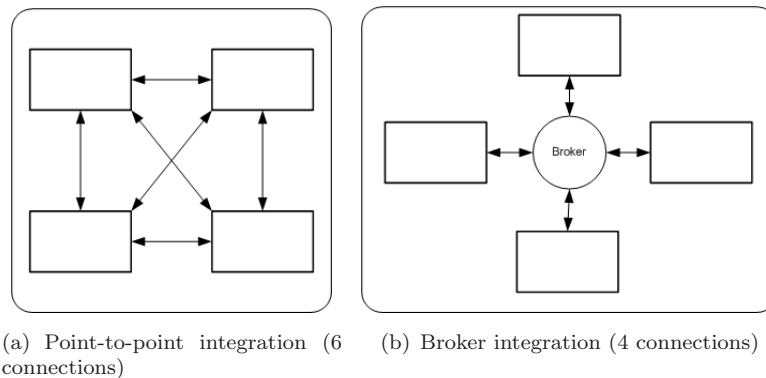 Broker
(a) Point-to-point integration (6
connections)
(b) Broker integration (4 connections)